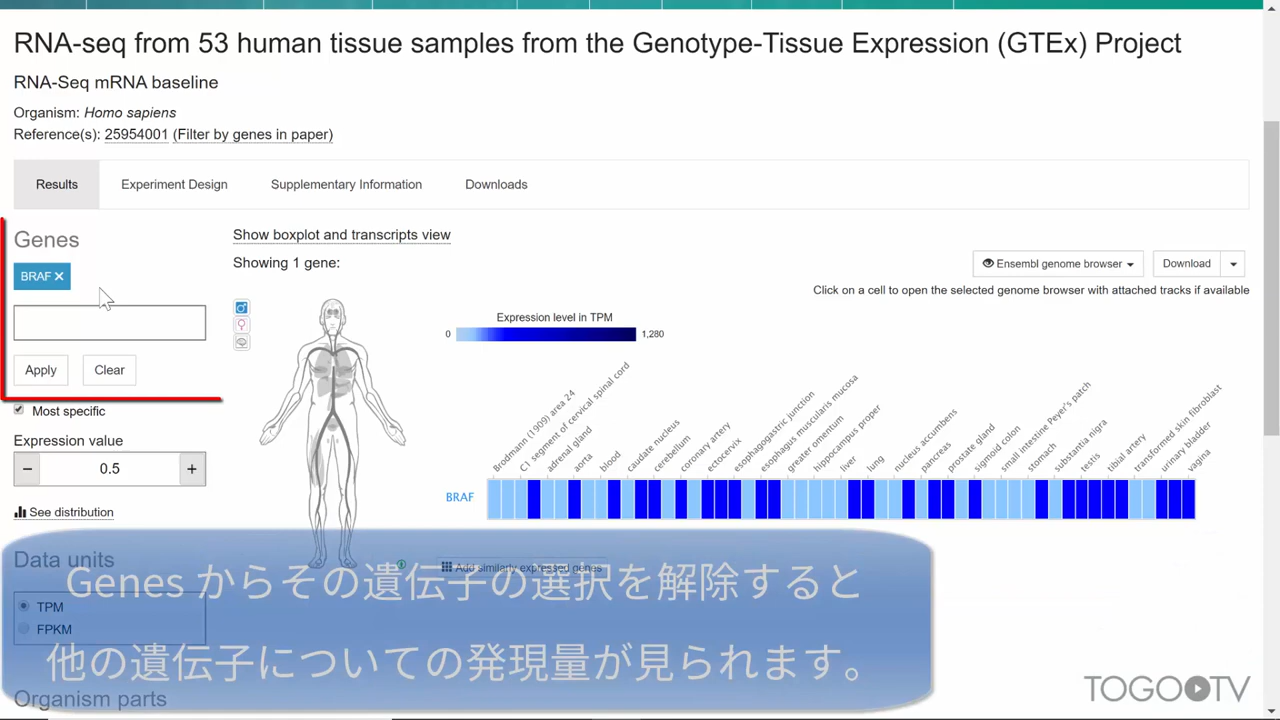 RNA-seq from 53 human tissue samples from the Genotype-Tissue Expression (GTEx) Project
RNA-Seq mRNA baseline
Organism: Homo sapiens
Reference(s): 25954001 (Filter by genes in paper)
Results
Experiment Design
Supplementary Information
Downloads
Genes
BRAF
Apply
Clear
Most specific
Expression value
0.5
See distribution
Data units
TPM
FPKM
Organism parts
Show boxplot and transcripts view
Showing 1 gene:
Ensembl genome browser
Download
Click on a cell to open the selected genome browser with attached tracks if available
Expression level in TPM
0
1,280
Brodmann (1909) area 24
C1 segment of cervical spinal cord
adrenal gland
aorta
blood
caudate nucleus
cerebellum
coronary artery
ectocervix
esophagogastric junction
esophagus muscularis mucosa
greater omentum
hippocampus proper
liver
lung
nucleus accumbens
pancreas
prostate gland
sigmoid colon
small intestine Peyer's patch
stomach
substantia nigra
testis
tibial artery
transformed skin fibroblast
urinary bladder
vagina
BRAF
Add similarly expressed genes
Genes からその遺伝子の選択を解除すると
他の遺伝子についての発現量が見られます。
TOGO TV